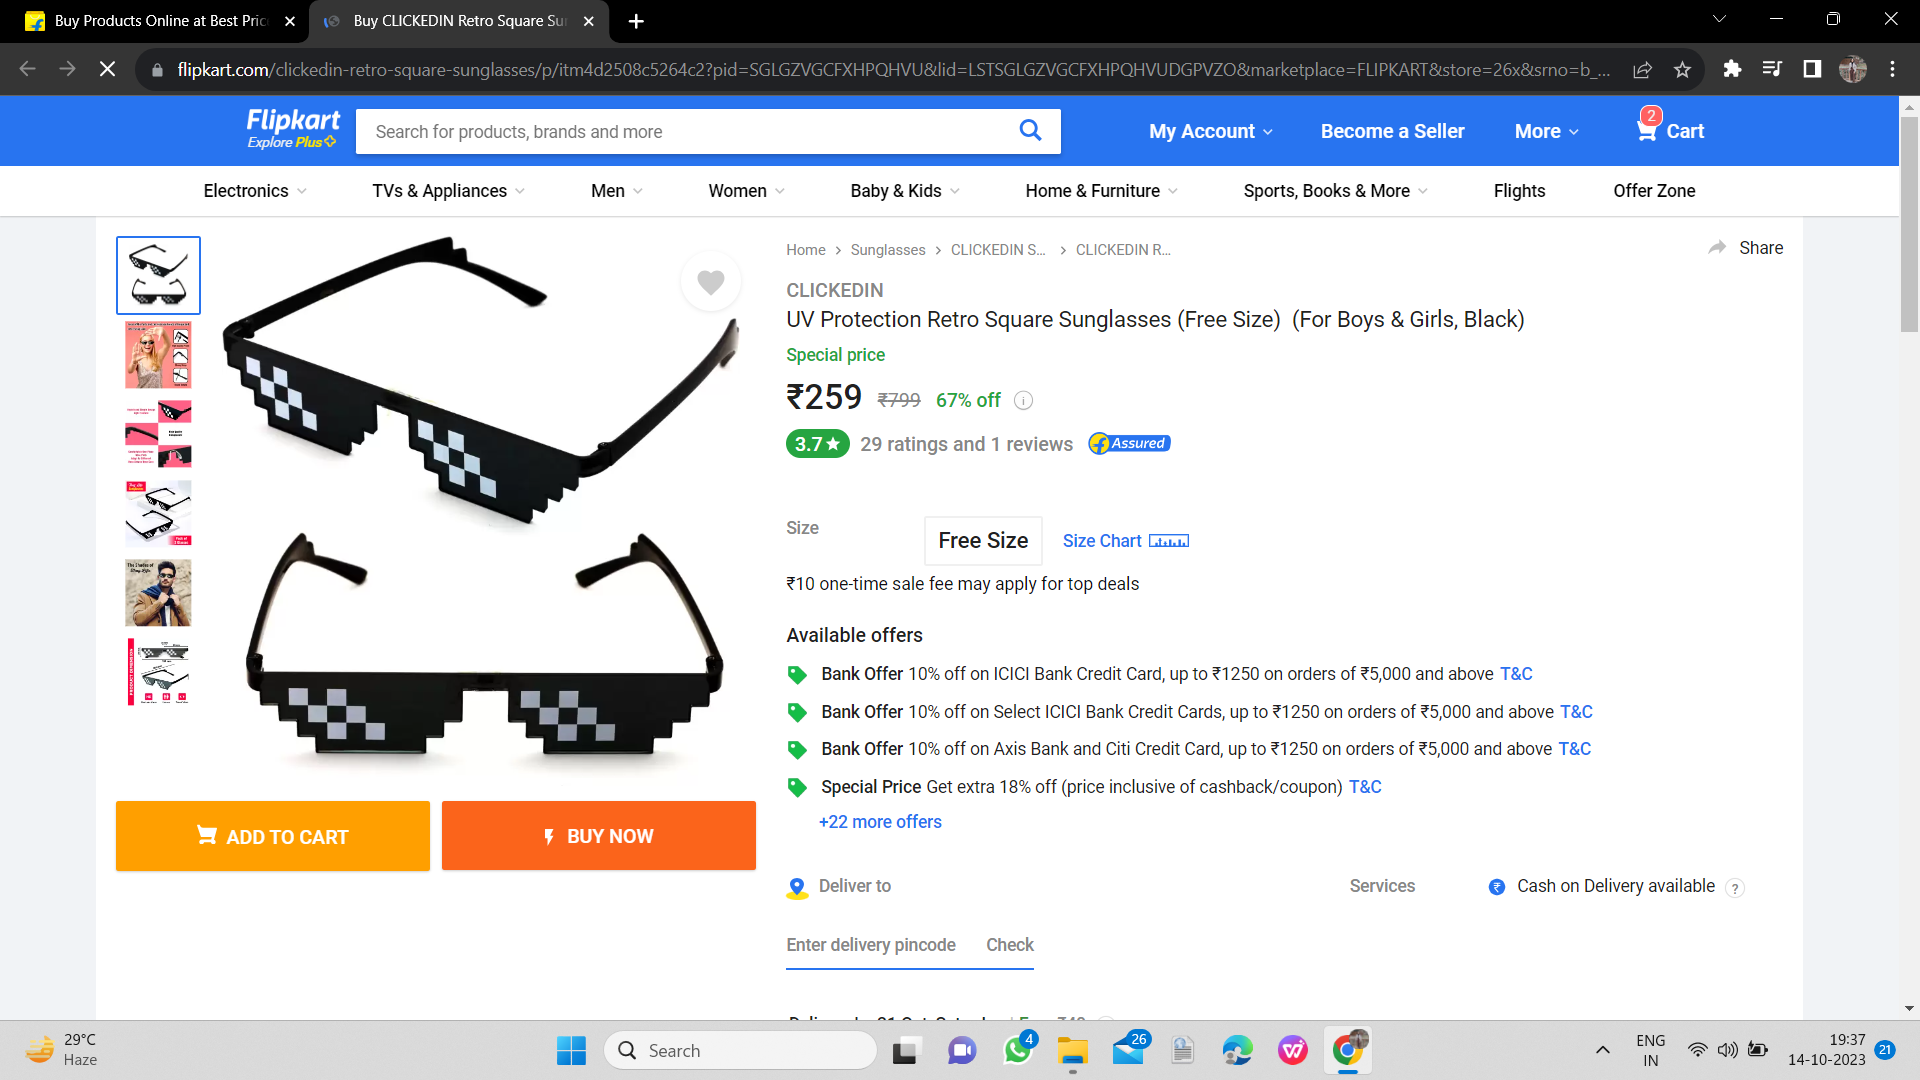 Buy Products Online at Best Pric
Buy CLICKEDIN Retro Square Sun
flipkart.com/clickedin-retro-square-sunglasses/p/itm4d2508c5264c2?pid=SGLGZVGCFXHPQHVU&lid=LSTSGLGZVGCFXHPQHVUDGPVZO&marketplace=FLIPKART&store=26x&srno=b_...
Flipkart
Explore Plus
Search for products, brands and more
My Account
Become a Seller
More
2
Cart
Electronics
TVs & Appliances
Men
Women
Baby & Kids
Home & Furniture
Sports, Books & More
Flights
Offer Zone
Home
Sunglasses
CLICKEDIN S...
CLICKEDIN R...
Share
CLICKEDIN
UV Protection Retro Square Sunglasses (Free Size) (For Boys & Girls, Black)
Special price
₹259 ₹799 67% off
3.7 29 ratings and 1 reviews Assured
Size
Free Size
Size Chart
₹10 one-time sale fee may apply for top deals
Available offers
Bank Offer 10% off on ICICI Bank Credit Card, up to ₹1250 on orders of ₹5,000 and above T&C
Bank Offer 10% off on Select ICICI Bank Credit Cards, up to ₹1250 on orders of ₹5,000 and above T&C
Bank Offer 10% off on Axis Bank and Citi Credit Card, up to ₹1250 on orders of ₹5,000 and above T&C
Special Price Get extra 18% off (price inclusive of cashback/coupon) T&C
+22 more offers
ADD TO CART
BUY NOW
Deliver to
Services
₹ Cash on Delivery available ?
Enter delivery pincode
Check
29°C
Haze
Search
4
26
ENG
IN
19:37
14-10-2023
21